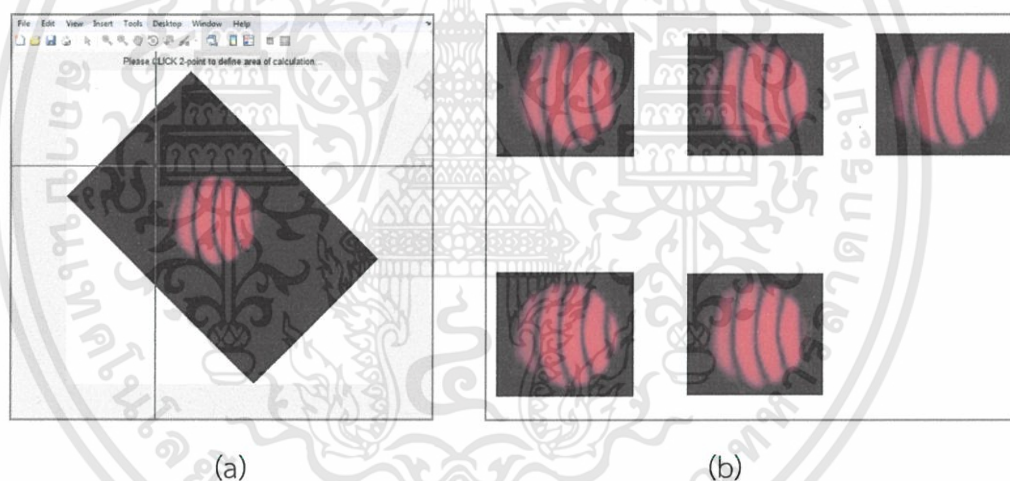 File Edit View Insert Tools Desktop Window Help
Please CLICK 2-point to define area of calculation...
(a)
(b)